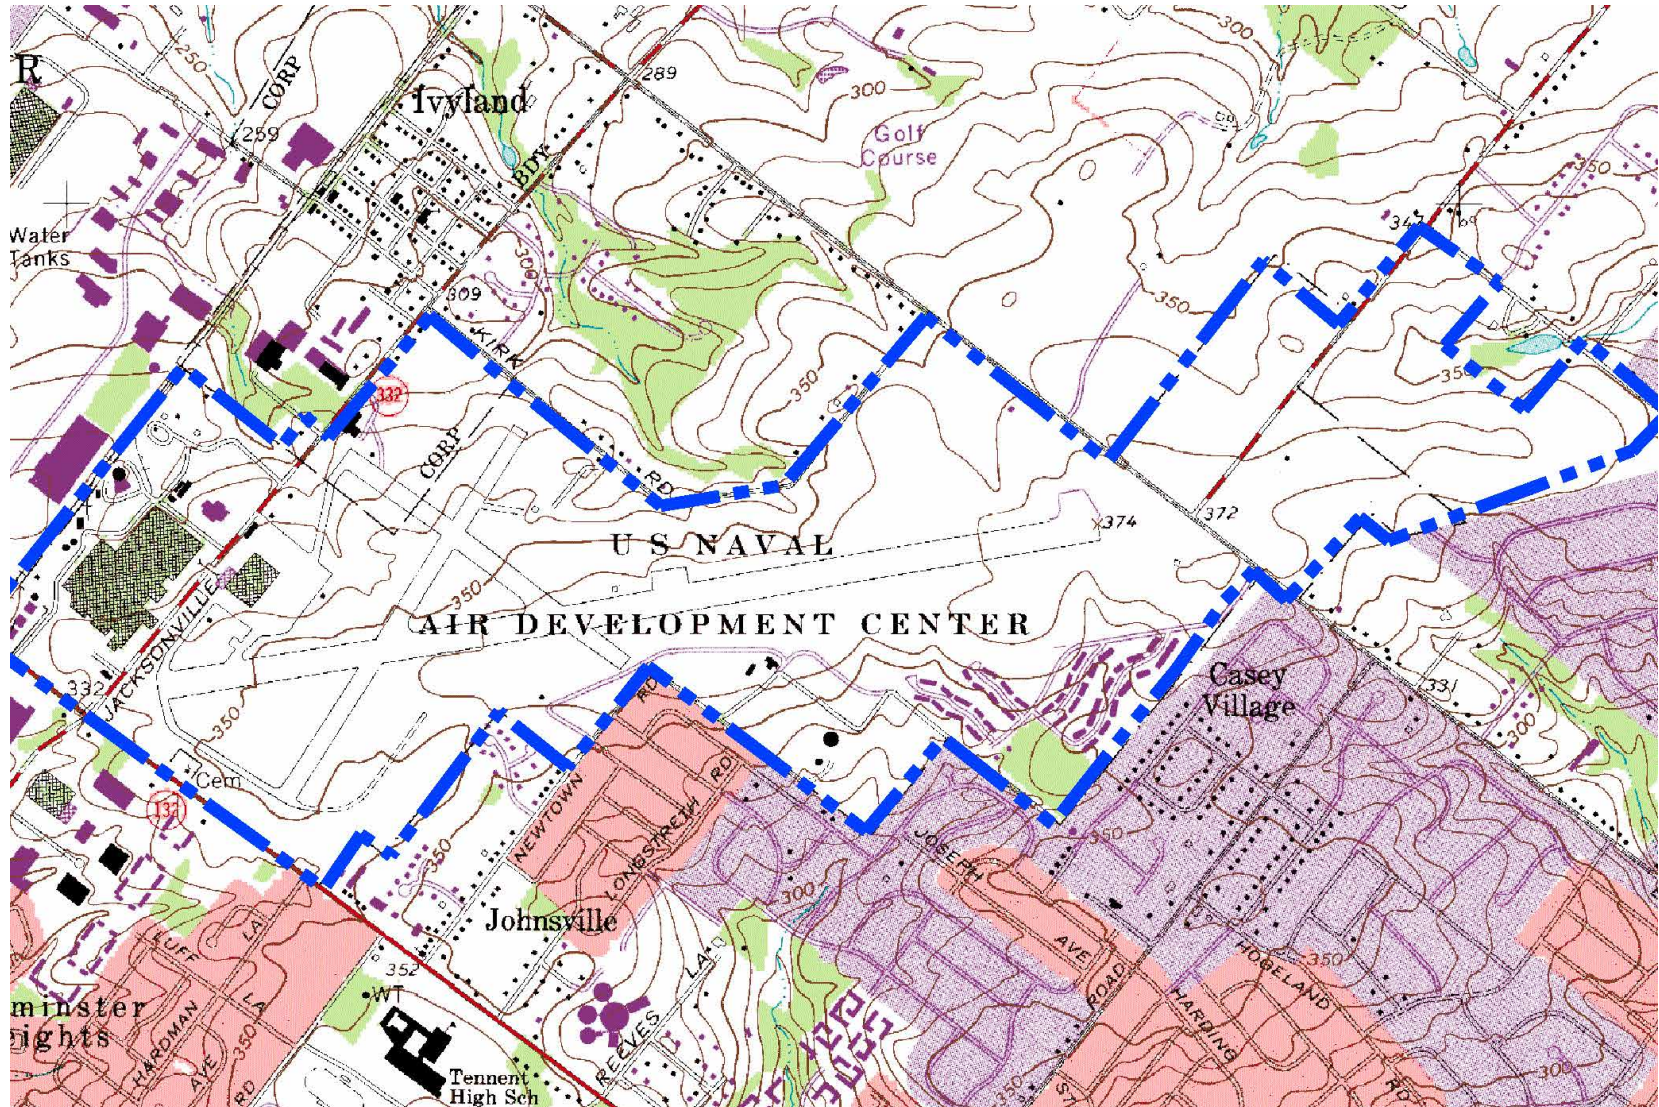 300
250
R
CORP
289
Ivyland
300
259
Golf
Course
BDY
350
Water
Tanks
347
300
309
350
KIRK
350
350
332
CORP
RD
374
372
U S NAVAL
350
AIR DEVELOPMENT CENTER
JACKSONVILLE
332
RD
Casey
Village
331
350
300
Cem
RD
132
NEWTOWN
LONGSTRETH
350
JOSEPH
350
300
Johnsville
LUFF
LA
AVE
HOGELAND
352
LA
350
WT
ROAD
minster
HARDMAN
LA
REEVES
HARDING
eights
AVE
350
RD
Tennent
High Sch
350
ST
RD
300